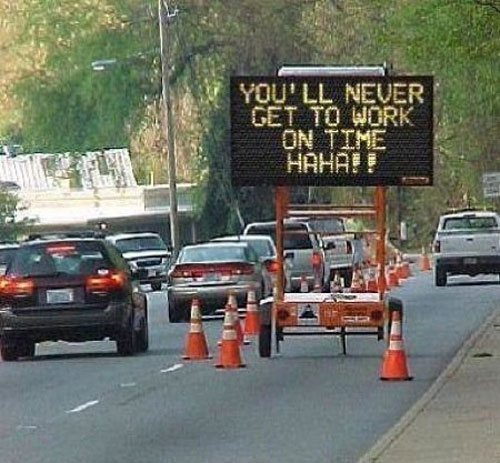 YOU'LL NEVER
GET TO WORK
ON TIME
HAHA!!